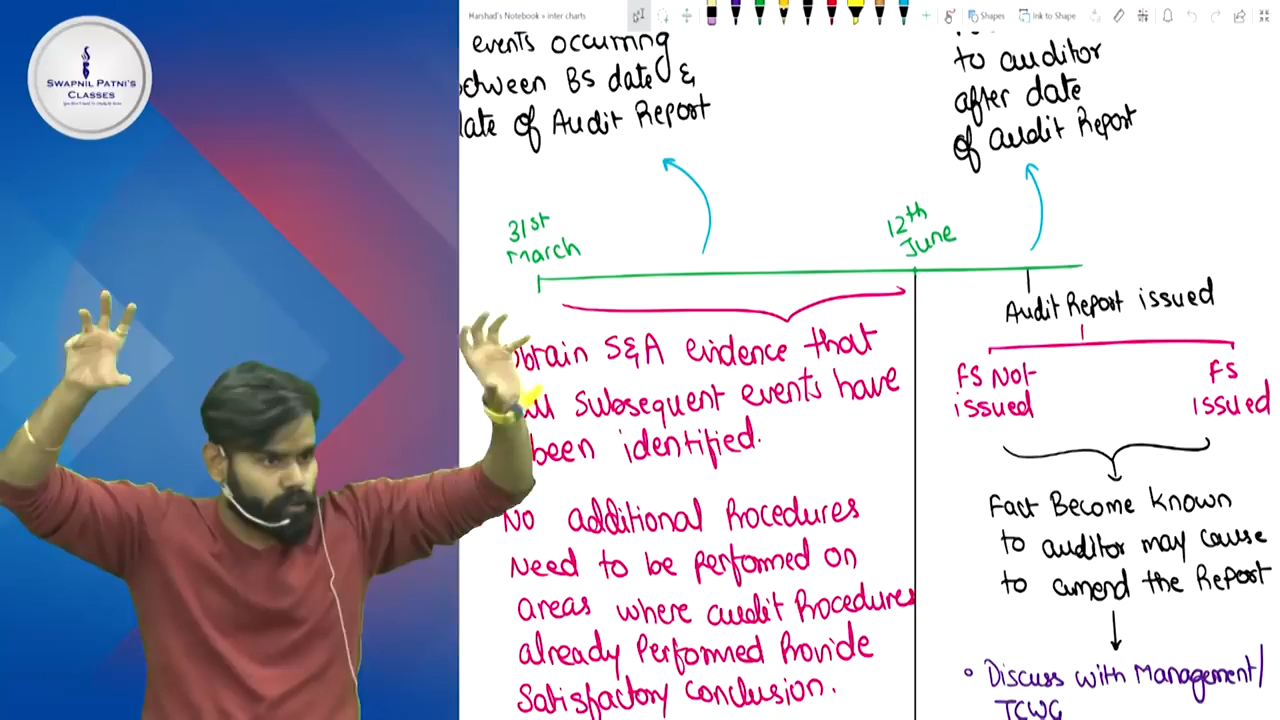 SWAPNIL PATNI'S
CLASSES
Harshad's Notebook » inter charts
Shapes
Ink to Shape
events occurring
between BS date &
date of Audit Report
to auditor
after date
of audit Report
31st
March
12th
June
Audit Report issued
Obtain S&A evidence that
all subsequent events have
been identified.
No additional Procedures
Need to be performed on
areas where audit Procedures
already Performed Provide
Satisfactory conclusion.
FS Not-
issued
FS
issued
Fact Become known
to auditor may cause
to amend the Report
• Discuss with Management/
TCWG